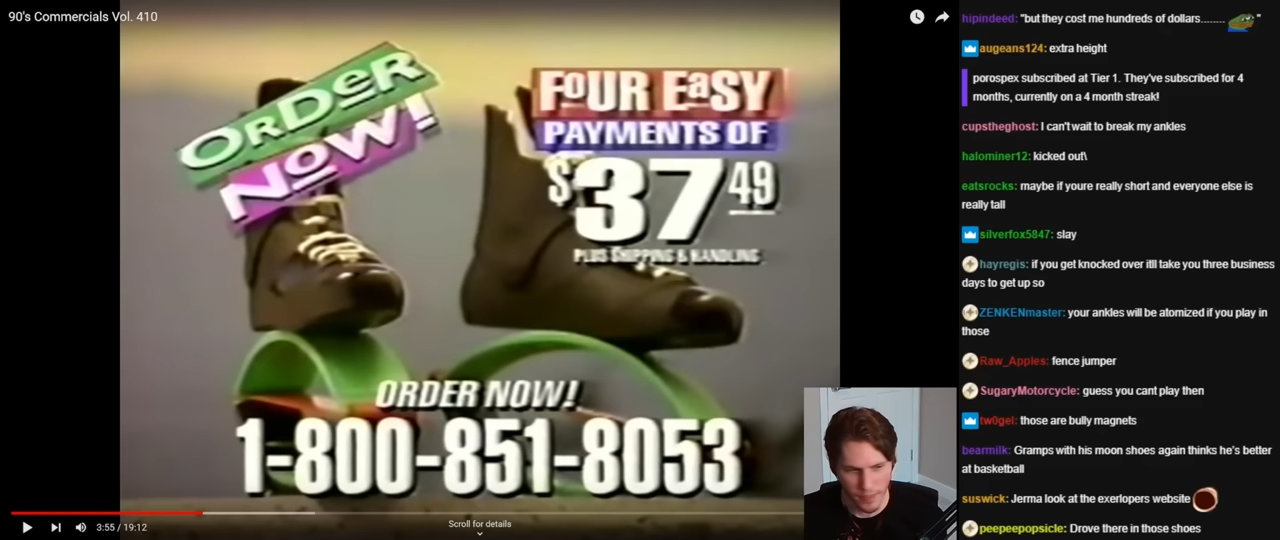 90's Commercials Vol. 410
ORDER
NOW!
FOUR EASY
PAYMENTS OF
$37 49
PLUS SHIPPING & HANDLING
ORDER NOW!
1-800-851-8053
3:55 / 19:12
Scroll for details
hipindeed: "but they cost me hundreds of dollars........ "
augeans124: extra height
porospex subscribed at Tier 1. They've subscribed for 4
months, currently on a 4 month streak!
cupstheghost: I can't wait to break my ankles
halominer12: kicked out\
eatsrocks: maybe if youre really short and everyone else is
really tall
silverfox5847: slay
hayregis: if you get knocked over itll take you three business
days to get up so
ZENKENmaster: your ankles will be atomized if you play in
those
Raw_Apples: fence jumper
SugaryMotorcycle: guess you cant play then
tw0gel: those are bully magnets
bearmilk: Gramps with his moon shoes again thinks he's better
at basketball
suswick: Jerma look at the exerlopers website
peepeepopsicle: Drove there in those shoes